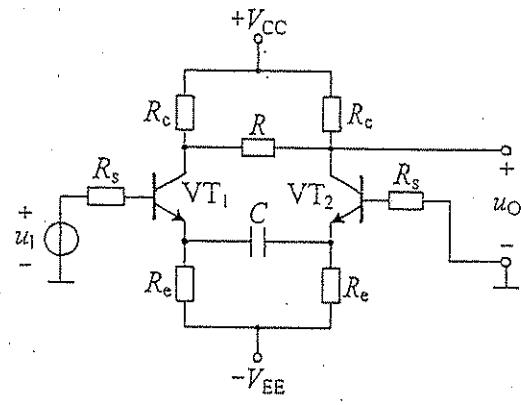 +V_CC
R_c
R
R_c
R_s
VT_1
VT_2
R_s
+
u_I
−
C
+
u_O
−
R_e
R_e
−V_EE